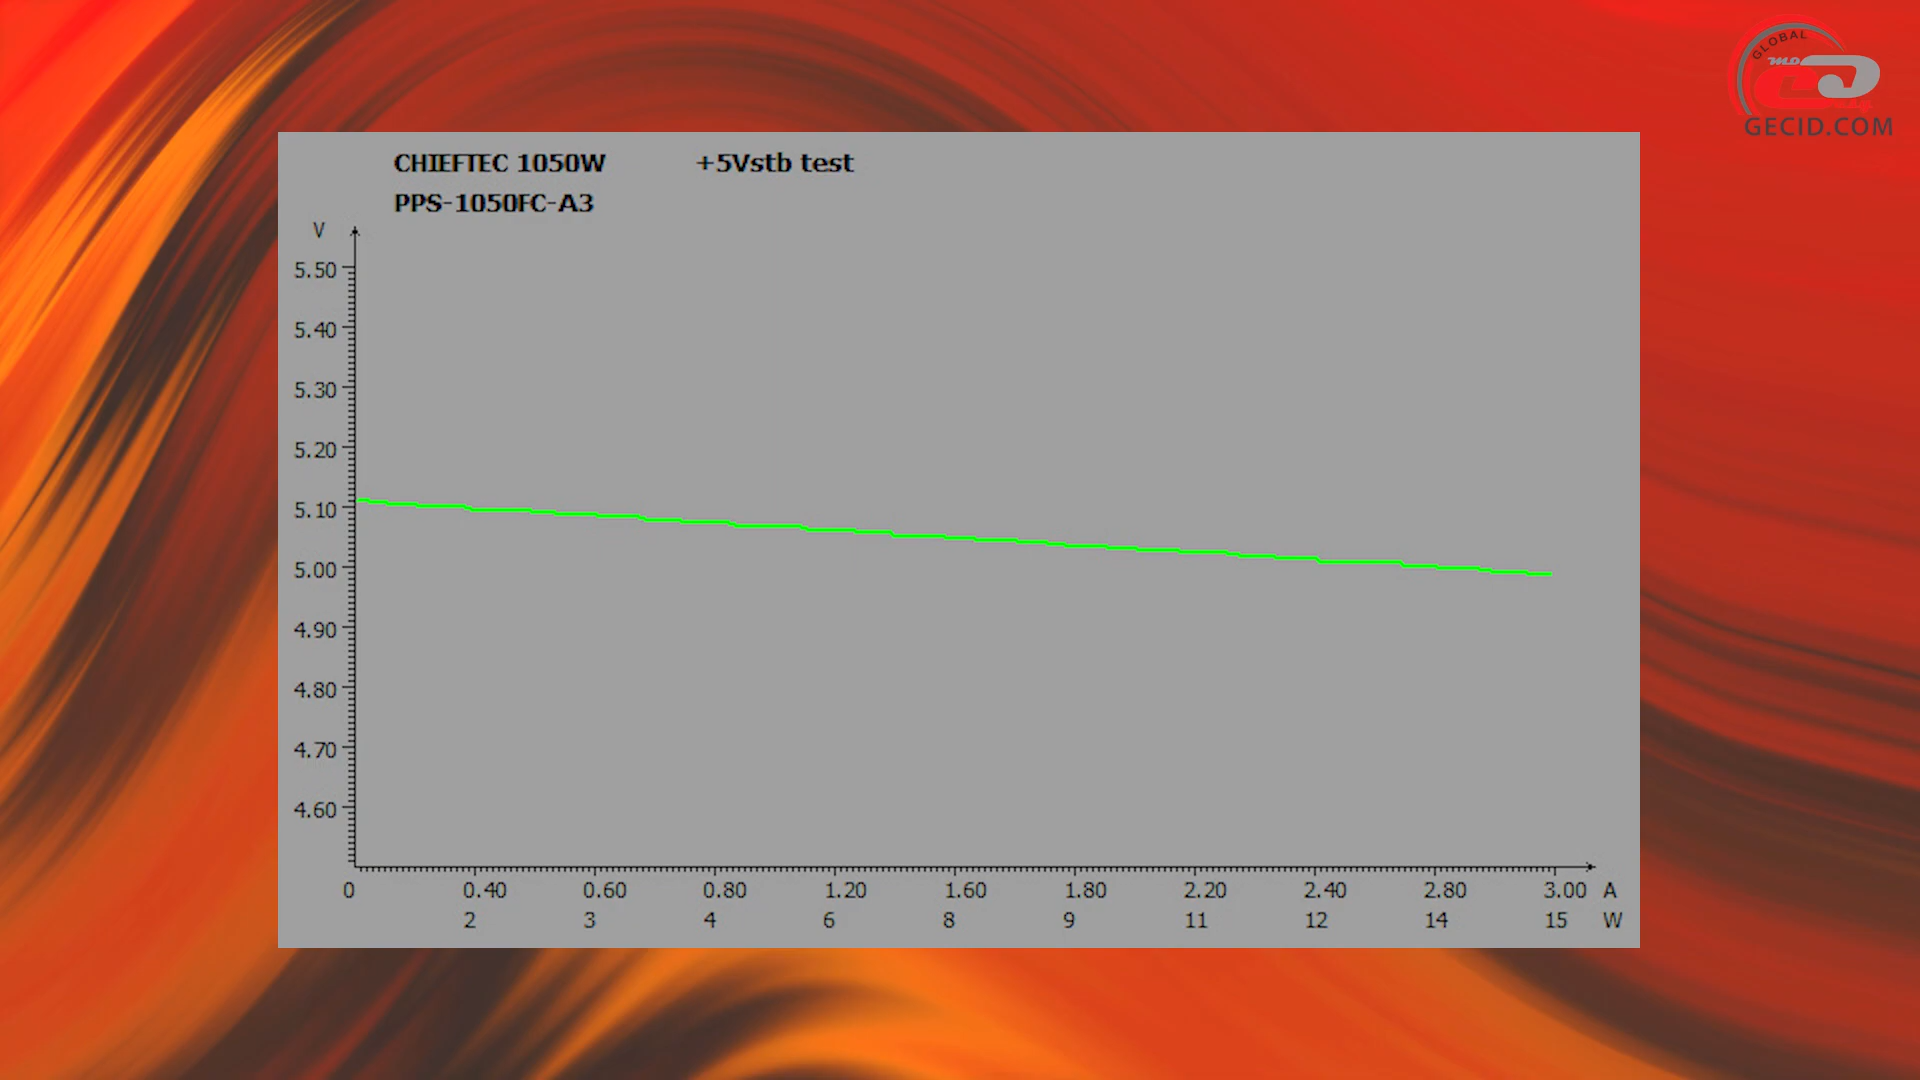 GLOBAL
GECID.COM
CHIEFTEC 1050W +5Vstb test
PPS-1050FC-A3
V
5.50
5.40
5.30
5.20
5.10
5.00
4.90
4.80
4.70
4.60
0 0.40 0.60 0.80 1.20 1.60 1.80 2.20 2.40 2.80 3.00 A
2 3 4 6 8 9 11 12 14 15 W